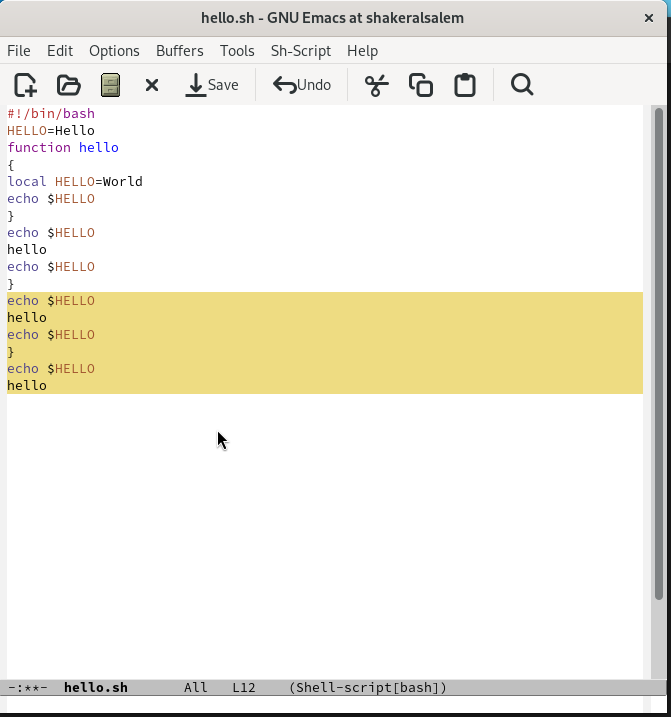 hello.sh - GNU Emacs at shakeralsalem ×
File Edit Options Buffers Tools Sh-Script Help
Save Undo
#!/bin/bash
HELLO=Hello
function hello
{
local HELLO=World
echo $HELLO
}
echo $HELLO
hello
echo $HELLO
}
echo $HELLO
hello
echo $HELLO
}
echo $HELLO
hello
-:**- hello.sh All L12 (Shell-script[bash])